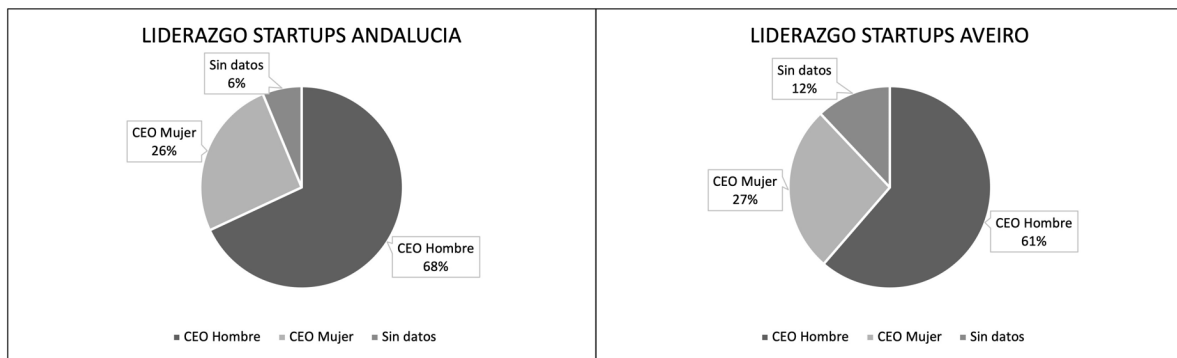 LIDERAZGO STARTUPS ANDALUCIA
Sin datos
6%
CEO Mujer
26%
CEO Hombre
68%
CEO Hombre CEO Mujer Sin datos
LIDERAZGO STARTUPS AVEIRO
Sin datos
12%
CEO Mujer
27%
CEO Hombre
61%
CEO Hombre CEO Mujer Sin datos